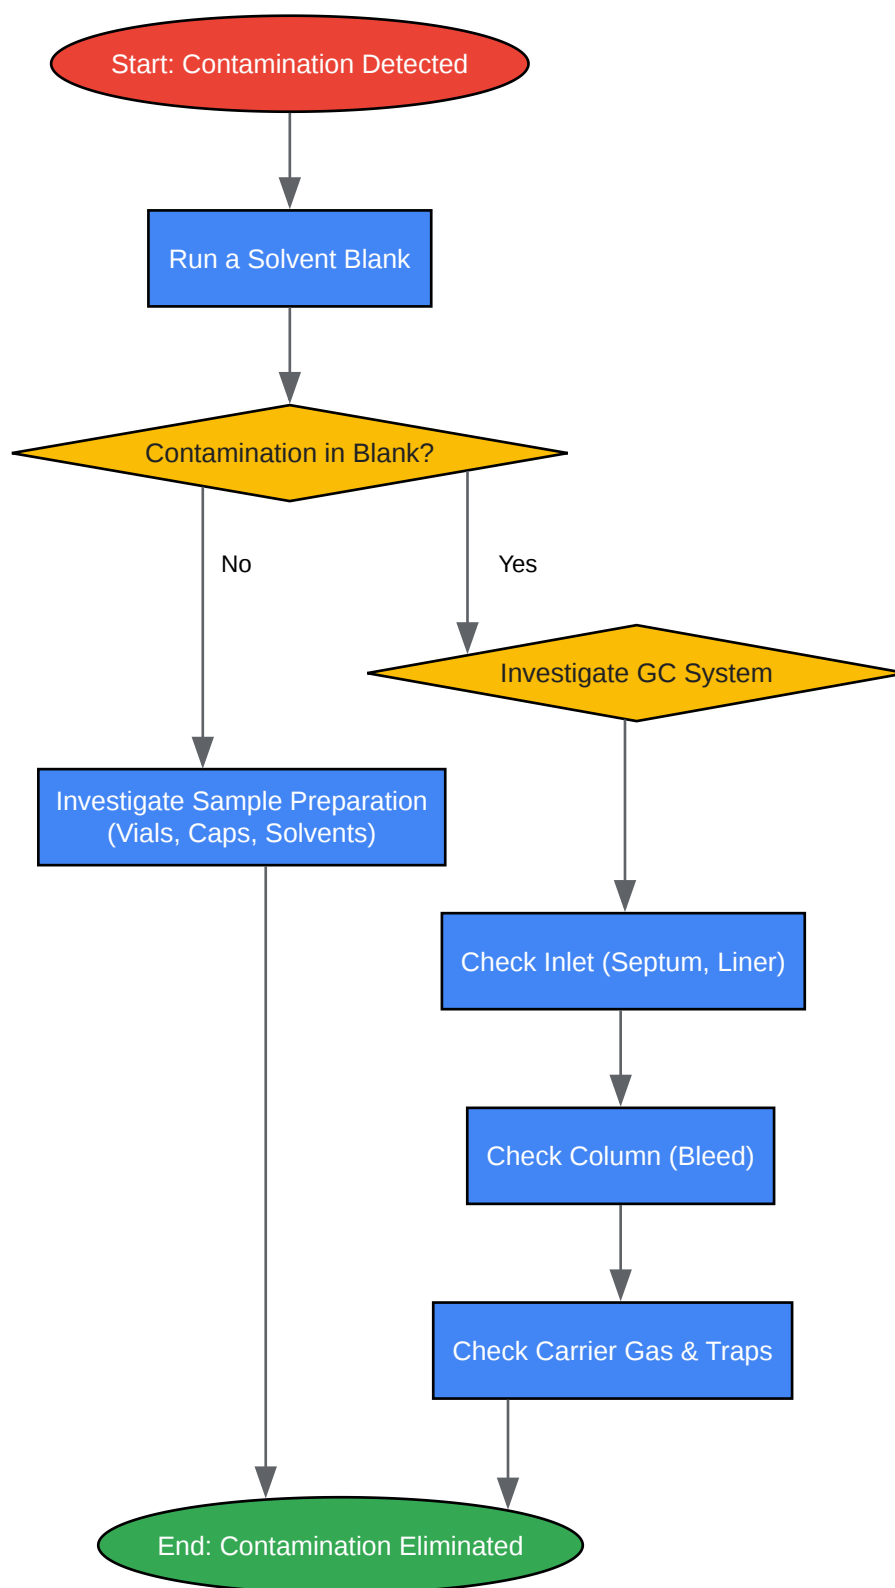 Start: Contamination Detected
Run a Solvent Blank
Contamination in Blank?
No
Yes
Investigate GC System
Investigate Sample Preparation
(Vials, Caps, Solvents)
Check Inlet (Septum, Liner)
Check Column (Bleed)
Check Carrier Gas & Traps
End: Contamination Eliminated